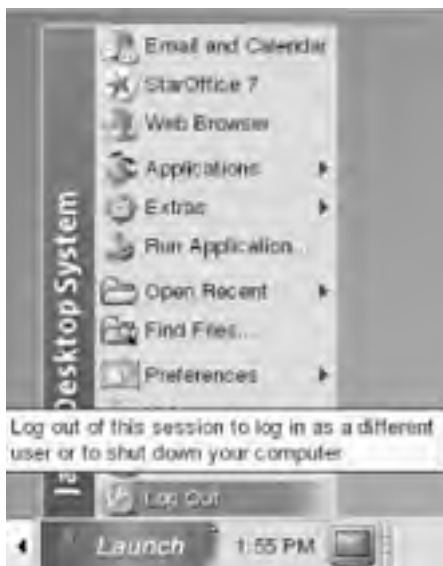 Email and Calendar
StarOffice 7
Web Browser
Applications
Extras
Run Application...
Open Recent
Find Files...
Preferences
Desktop System
Log out of this session to log in as a different
user or to shut down your computer
Log Out
Launch
1:55 PM